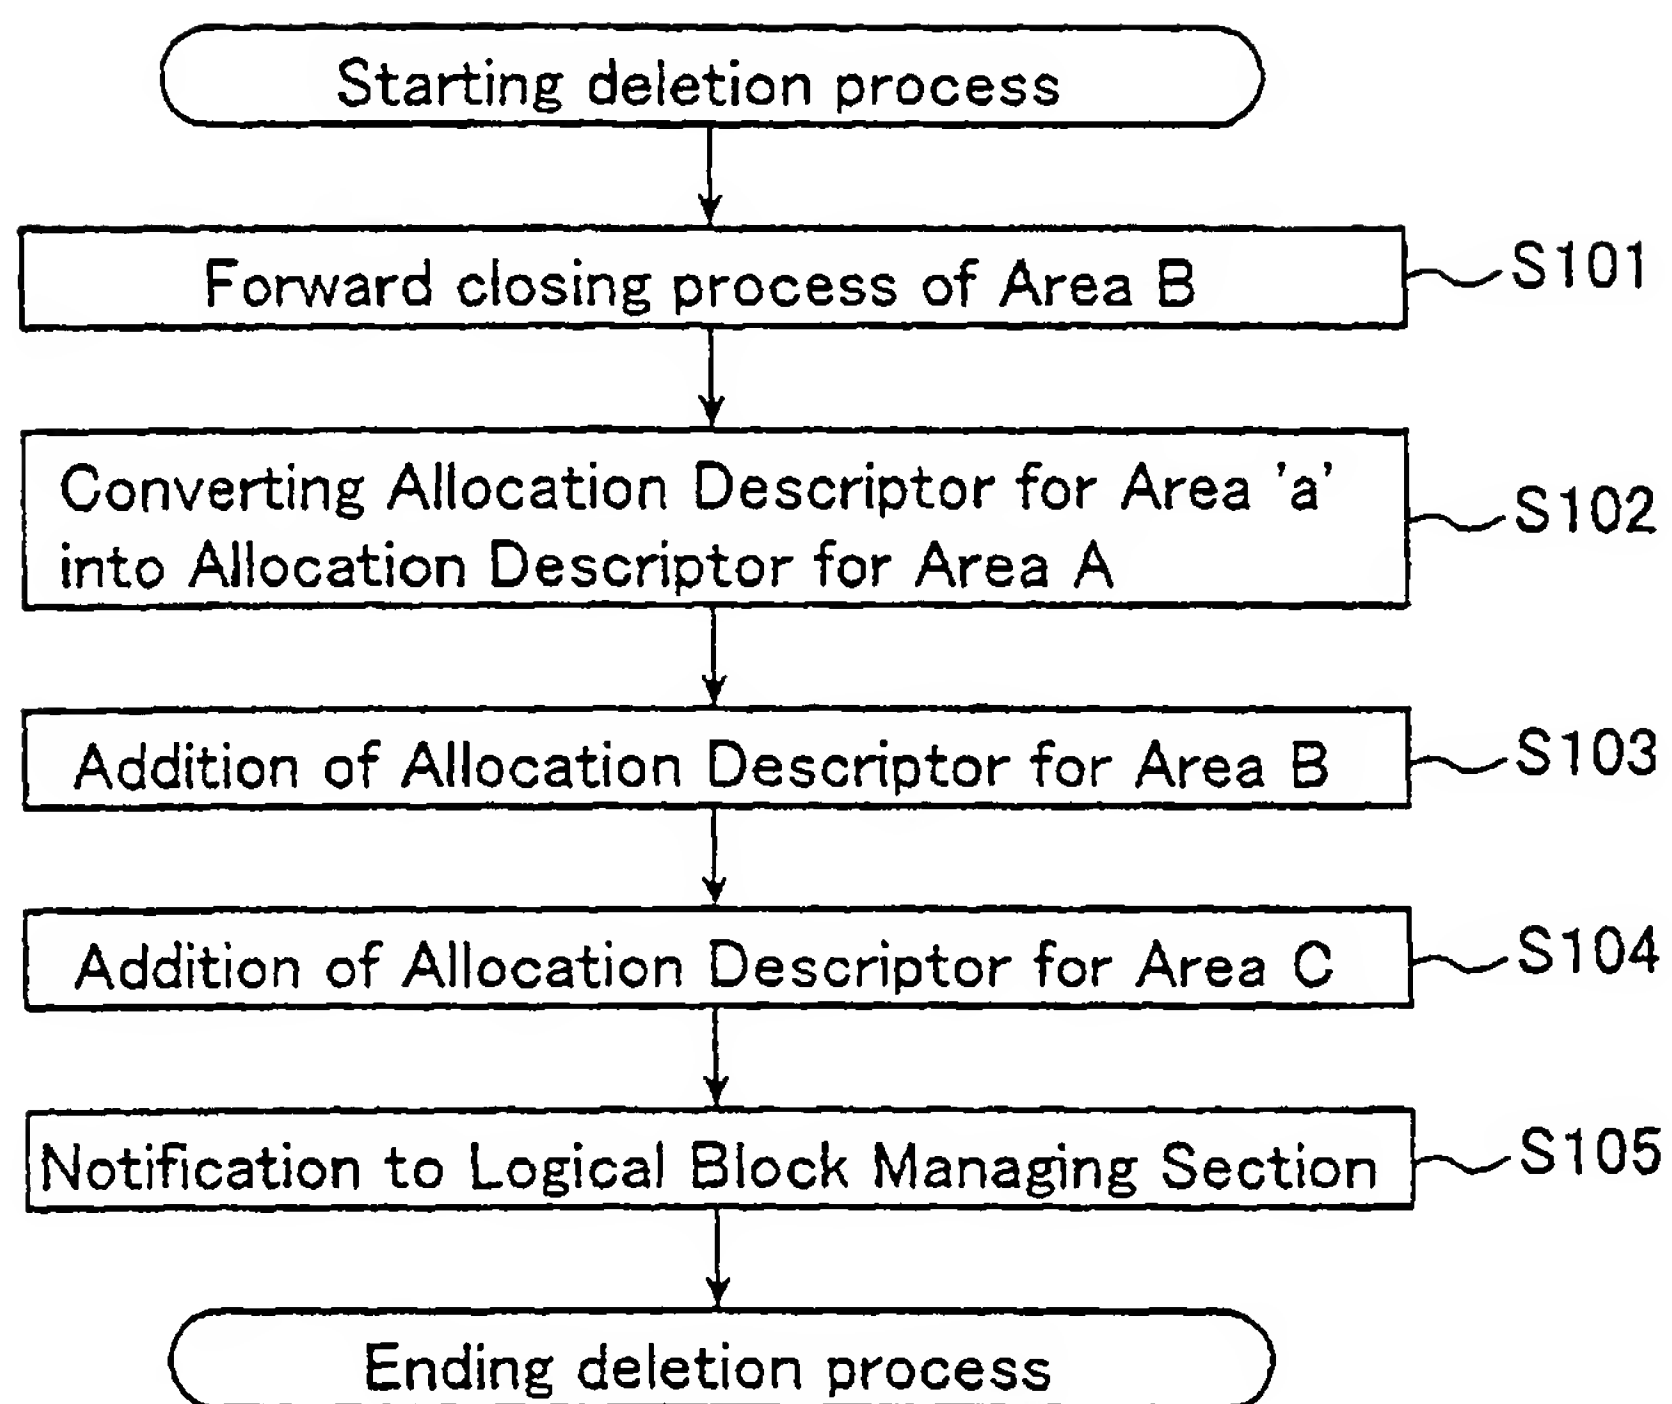 Starting deletion process
Forward closing process of Area B
S101
Converting Allocation Descriptor for Area 'a'
into Allocation Descriptor for Area A
S102
Addition of Allocation Descriptor for Area B
S103
Addition of Allocation Descriptor for Area C
S104
Notification to Logical Block Managing Section
S105
Ending deletion process